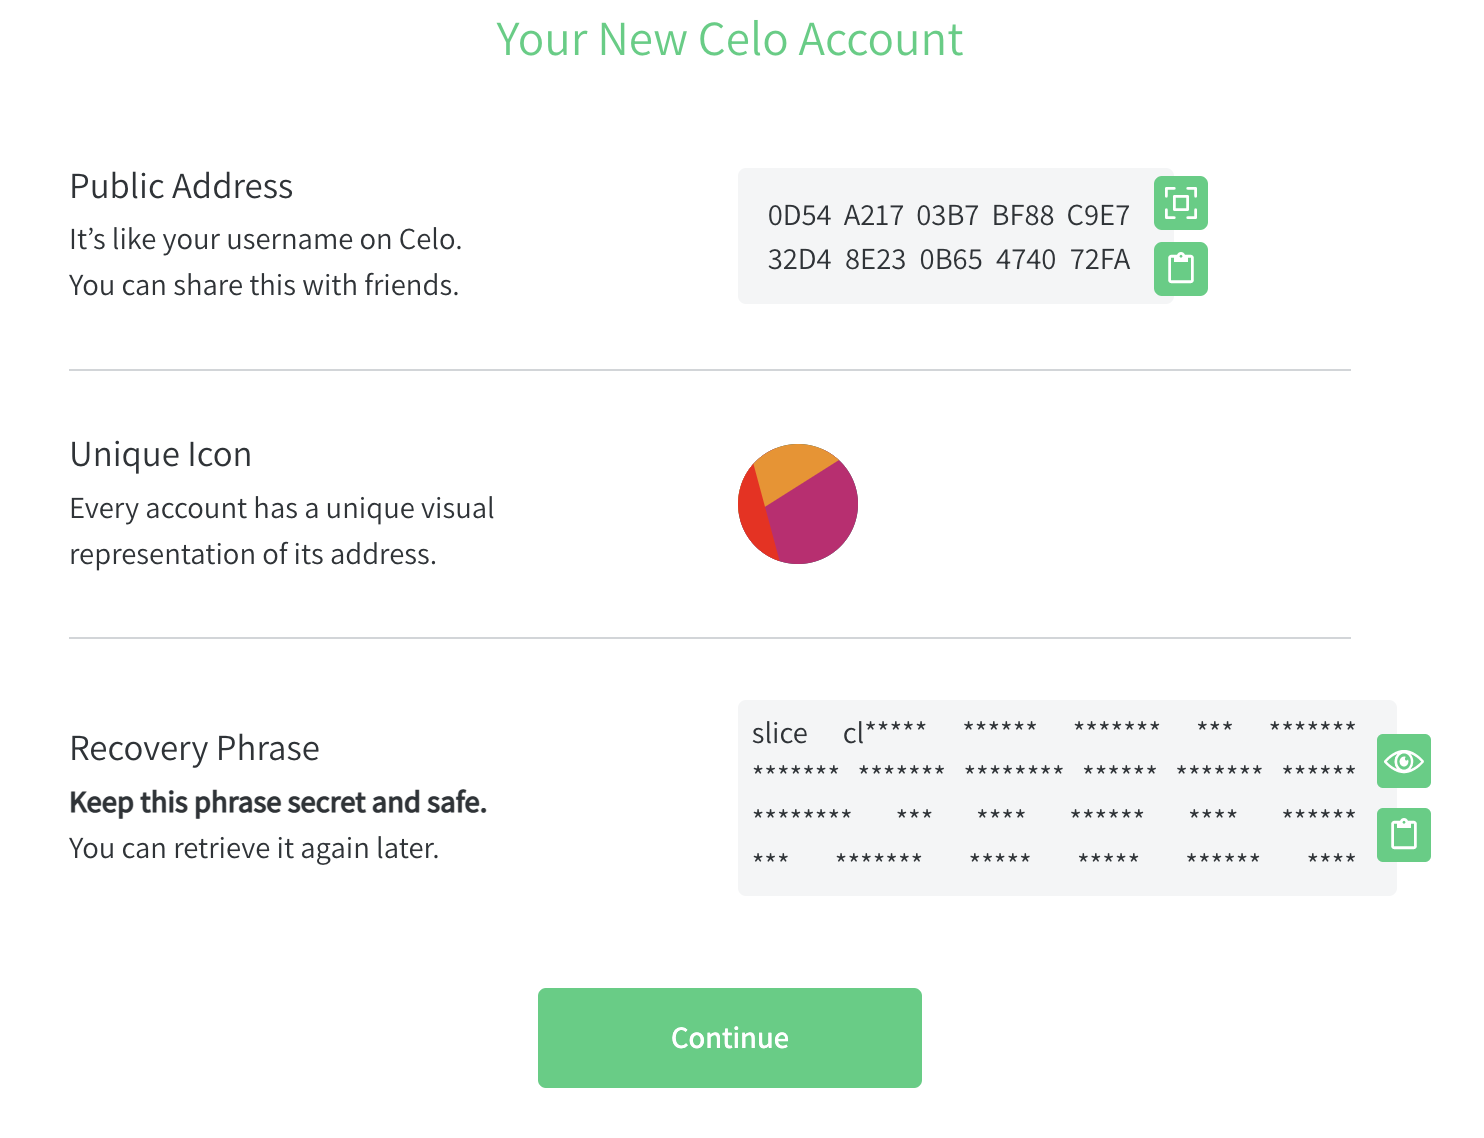 Your New Celo Account
Public Address
It’s like your username on Celo.
You can share this with friends.
0D54 A217 03B7 BF88 C9E7
32D4 8E23 0B65 4740 72FA
Unique Icon
Every account has a unique visual
representation of its address.
Recovery Phrase
Keep this phrase secret and safe.
You can retrieve it again later.
slice cl***** ****** ******* *** *******
******* ******* ******** ****** ******* ******
******** *** **** ****** **** ******
*** ******* ***** ***** ****** ****
Continue